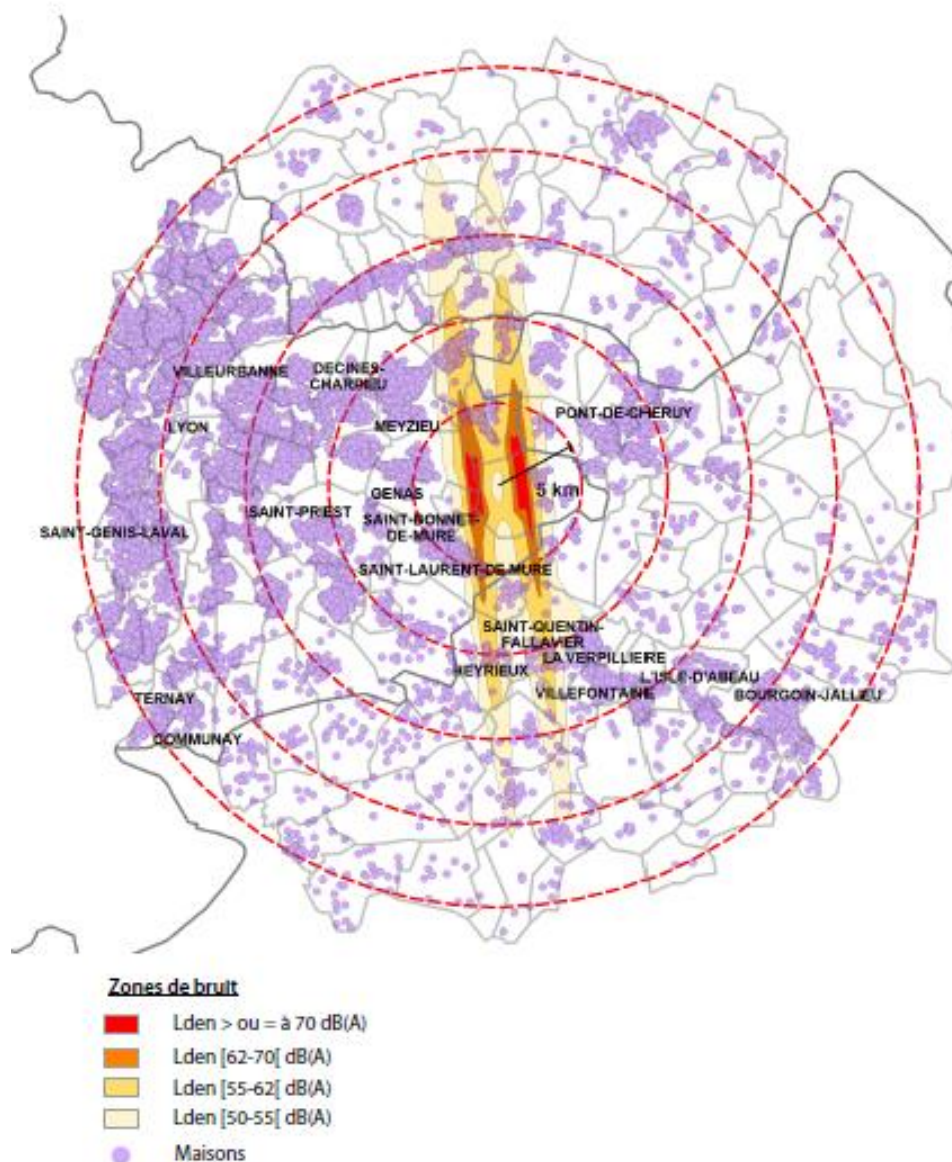 VILLEURBANNE
DECINES-
CHARPIEU
MEYZIEU
PONT-DE-CHERUY
LYON
5 km
GENAS
SAINT-PRIEST
SAINT-BONNET-
DE-MURE
SAINT-GENIS-LAVAL
SAINT-LAURENT-DE-MURE
SAINT-QUENTIN-
FALLAVIER
LA VERPILLIERE
HEYRIEUX
L'ISLE-D'ABEAU
VILLEFONTAINE
BOURGOIN-JALLIEU
TERNAY
COMMUNAY
Zones de bruit
Lden > ou = à 70 dB(A)
Lden [62-70[ dB(A)
Lden [55-62[ dB(A)
Lden [50-55[ dB(A)
Maisons